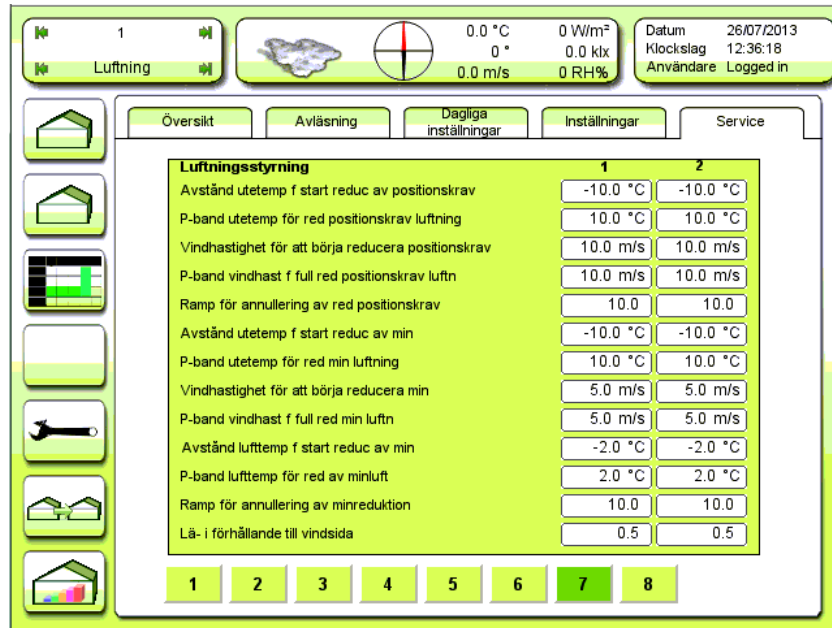 1
Luftning
0.0 °C 0 W/m²
0 ° 0.0 klx
0.0 m/s 0 RH%
Datum 26/07/2013
Klockslag 12:36:18
Användare Logged in
Översikt Avläsning Dagliga inställningar Inställningar Service
Luftningsstyrning 1 2
Avstånd utetemp f start reduc av positionskrav -10.0 °C -10.0 °C
P-band utetemp för red positionskrav luftning 10.0 °C 10.0 °C
Vindhastighet för att börja reducera positionskrav 10.0 m/s 10.0 m/s
P-band vindhast f full red positionskrav luftn 10.0 m/s 10.0 m/s
Ramp för annullering av red positionskrav 10.0 10.0
Avstånd utetemp f start reduc av min -10.0 °C -10.0 °C
P-band utetemp för red min luftning 10.0 °C 10.0 °C
Vindhastighet för att börja reducera min 5.0 m/s 5.0 m/s
P-band vindhast f full red min luftn 5.0 m/s 5.0 m/s
Avstånd lufttemp f start reduc av min -2.0 °C -2.0 °C
P-band lufttemp för red av minluft 2.0 °C 2.0 °C
Ramp för annullering av minreduktion 10.0 10.0
Lä- i förhållande till vindsida 0.5 0.5
1 2 3 4 5 6 7 8